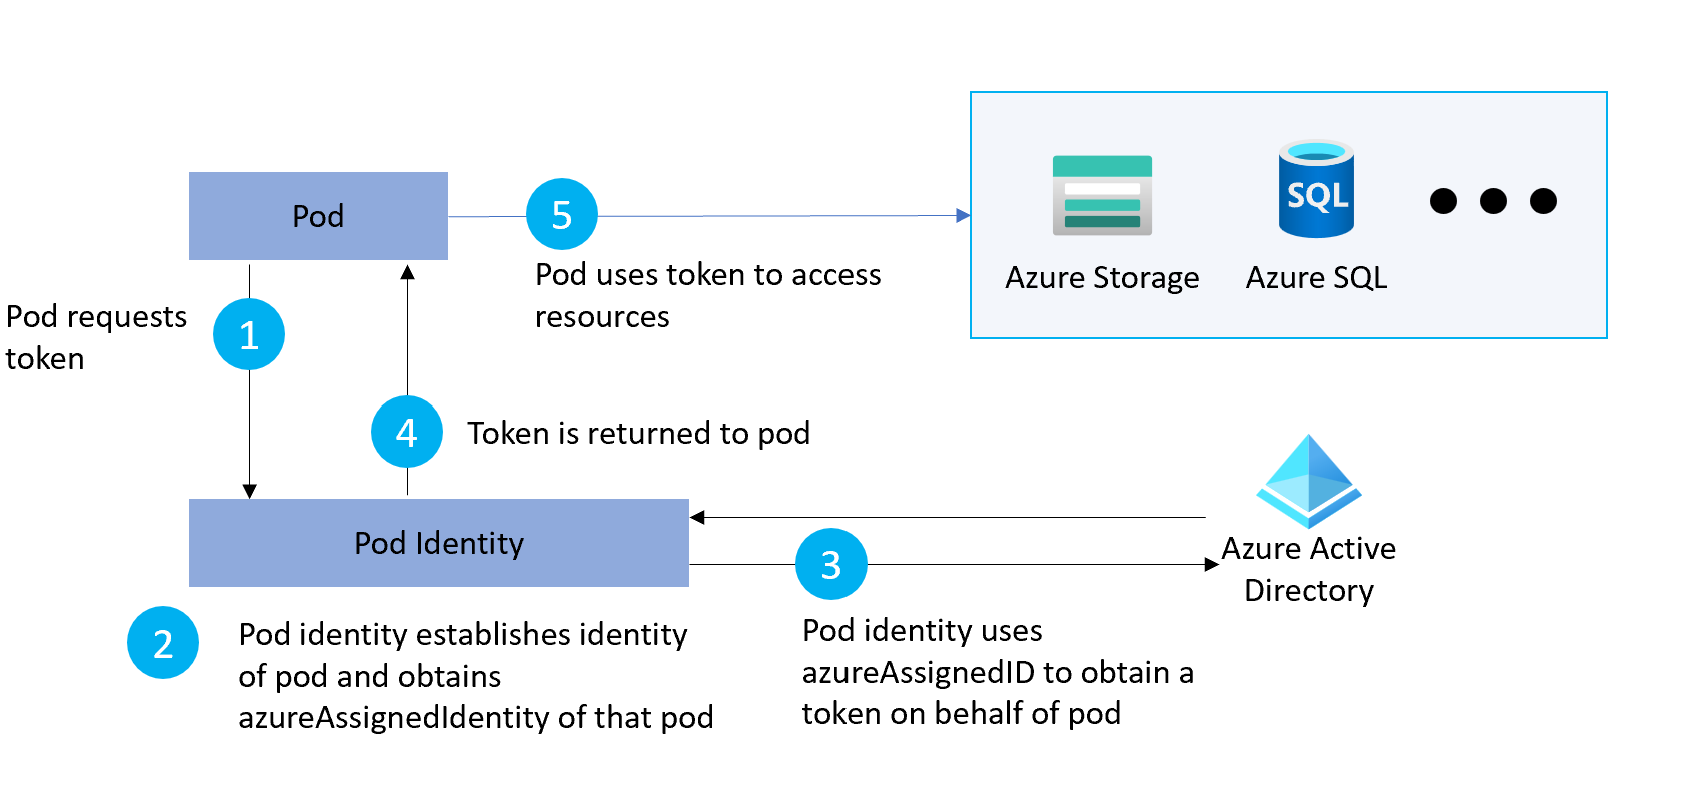 Pod
5
SQL
Pod uses token to access
resources
Azure Storage
Azure SQL
Pod requests
token
1
4
Token is returned to pod
Pod Identity
3
Azure Active
Directory
2
Pod identity establishes identity
of pod and obtains
azureAssignedIdentity of that pod
Pod identity uses
azureAssignedID to obtain a
token on behalf of pod